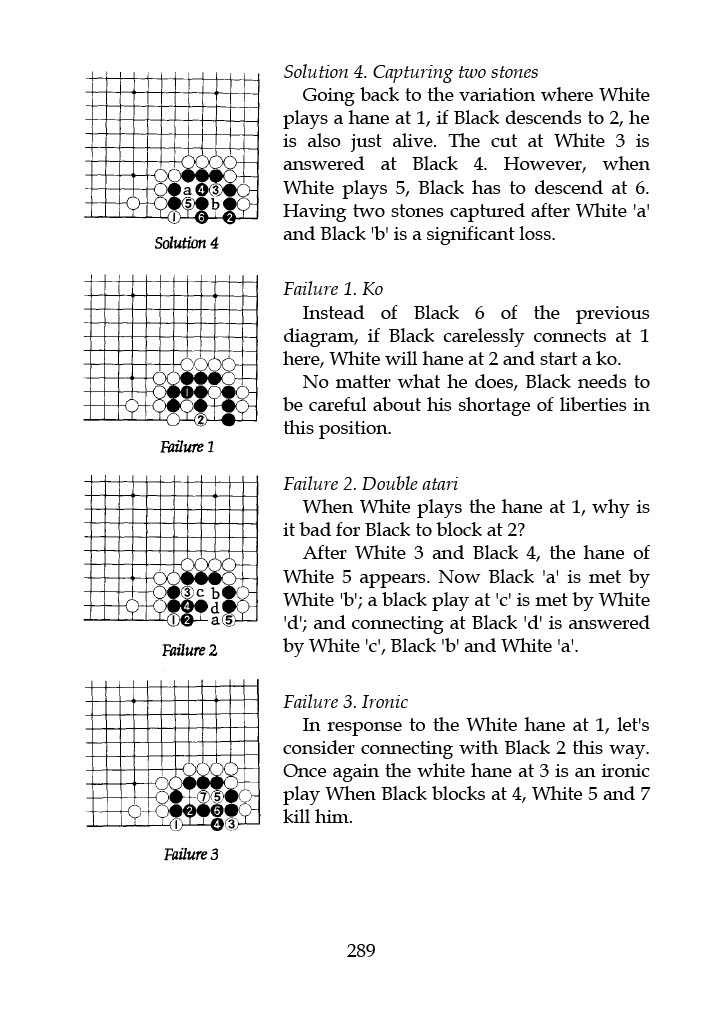 Solution 4. Capturing two stones
Going back to the variation where White
plays a hane at 1, if Black descends to 2, he
is also just alive. The cut at White 3 is
answered at Black 4. However, when
White plays 5, Black has to descend at 6.
Having two stones captured after White 'a'
and Black 'b' is a significant loss.
a 4 3
5 b
1 6 2
Solution 4
Failure 1. Ko
Instead of Black 6 of the previous
diagram, if Black carelessly connects at 1
here, White will hane at 2 and start a ko.
No matter what he does, Black needs to
be careful about his shortage of liberties in
this position.
1
2
Failure 1
Failure 2. Double atari
When White plays the hane at 1, why is
it bad for Black to block at 2?
After White 3 and Black 4, the hane of
White 5 appears. Now Black 'a' is met by
White 'b'; a black play at 'c' is met by White
'd'; and connecting at Black 'd' is answered
by White 'c', Black 'b' and White 'a'.
3 c b
4 d
1 2 a 5
Failure 2
Failure 3. Ironic
In response to the White hane at 1, let's
consider connecting with Black 2 this way.
Once again the white hane at 3 is an ironic
play When Black blocks at 4, White 5 and 7
kill him.
7 5
2 6
1 4 3
Failure 3
289